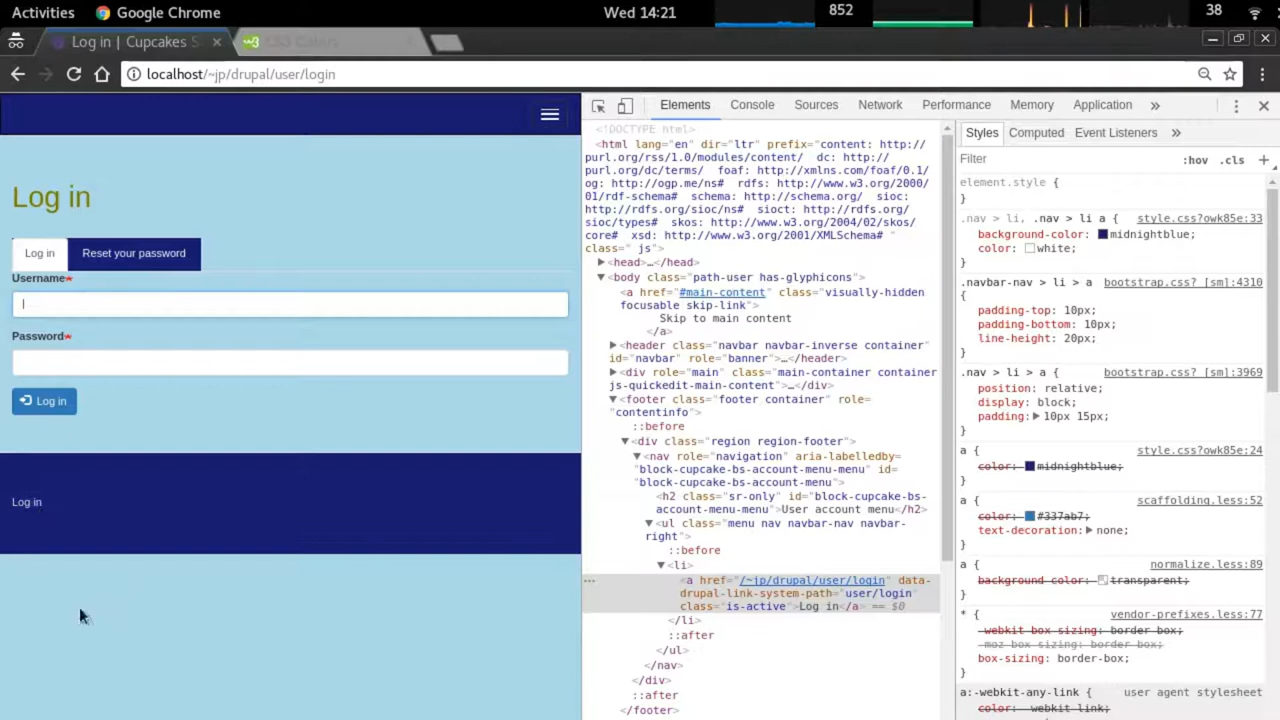 Activities Google Chrome Wed 14:21 852 38
Log in | Cupcakes S × CSS Colors
localhost/~jp/drupal/user/login
Log in
Log in Reset your password
Username*
Password*
Log in
Log in
Elements Console Sources Network Performance Memory Application »
<!DOCTYPE html>
<html lang="en" dir="ltr" prefix="content: http://
purl.org/rss/1.0/modules/content/ dc: http://
purl.org/dc/terms/ foaf: http://xmlns.com/foaf/0.1/
og: http://ogp.me/ns# rdfs: http://www.w3.org/2000/
01/rdf-schema# schema: http://schema.org/ sioc:
http://rdfs.org/sioc/ns# sioct: http://rdfs.org/
sioc/types# skos: http://www.w3.org/2004/02/skos/
core# xsd: http://www.w3.org/2001/XMLSchema# "
class=" js">
▶<head>…</head>
▼<body class="path-user has-glyphicons">
<a href="#main-content" class="visually-hidden
focusable skip-link">
Skip to main content
</a>
▶<header class="navbar navbar-inverse container"
id="navbar" role="banner">…</header>
▶<div role="main" class="main-container container
js-quickedit-main-content">…</div>
▼<footer class="footer container" role=
"contentinfo">
::before
▼<div class="region region-footer">
▼<nav role="navigation" aria-labelledby=
"block-cupcake-bs-account-menu-menu" id=
"block-cupcake-bs-account-menu">
<h2 class="sr-only" id="block-cupcake-bs-
account-menu-menu">User account menu</h2>
▼<ul class="menu nav navbar-nav navbar-
right">
::before
▼<li>
… <a href="/~jp/drupal/user/login" data-
drupal-link-system-path="user/login"
class="is-active">Log in</a> == $0
</li>
::after
</ul>
</nav>
</div>
::after
</footer>
Styles Computed Event Listeners »
Filter :hov .cls +
element.style {
}
.nav > li, .nav > li a { style.css?owk85e:33
background-color: midnightblue;
color: white;
}
.navbar-nav > li > a bootstrap.css? [sm]:4310
{
padding-top: 10px;
padding-bottom: 10px;
line-height: 20px;
}
.nav > li > a { bootstrap.css? [sm]:3969
position: relative;
display: block;
padding:▶10px 15px;
}
a { style.css?owk85e:24
color: midnightblue;
}
a { scaffolding.less:52
color: #337ab7;
text-decoration:▶none;
}
a { normalize.less:89
background-color: transparent;
}
* { vendor-prefixes.less:77
-webkit-box-sizing: border-box;
-moz-box-sizing: border-box;
box-sizing: border-box;
}
a:-webkit-any-link { user agent stylesheet
color: -webkit-link;